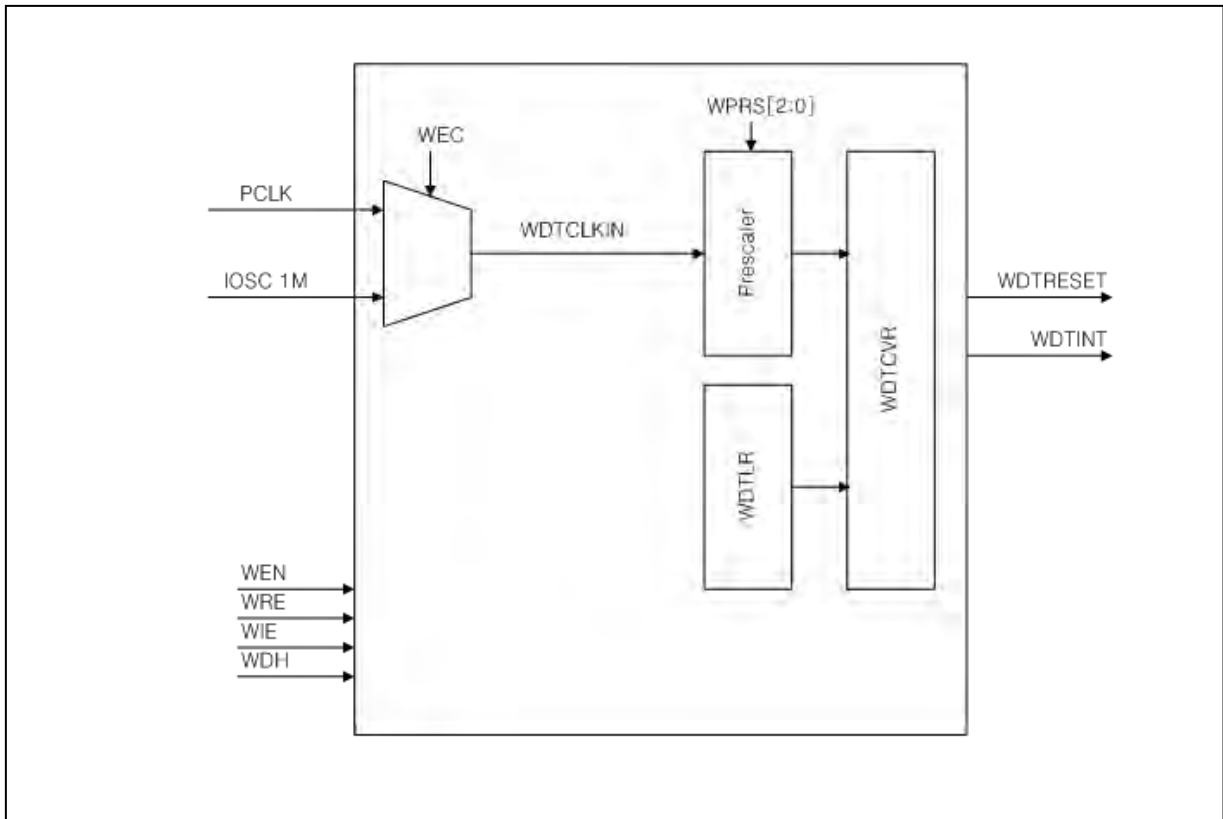 WPRS[2:0]
WEC
PCLK
WDTCLKIN
Prescaler
IOSC 1M
WDTRESET
WDTINT
WDTCVR
WDTLR
WEN
WRE
WIE
WDH